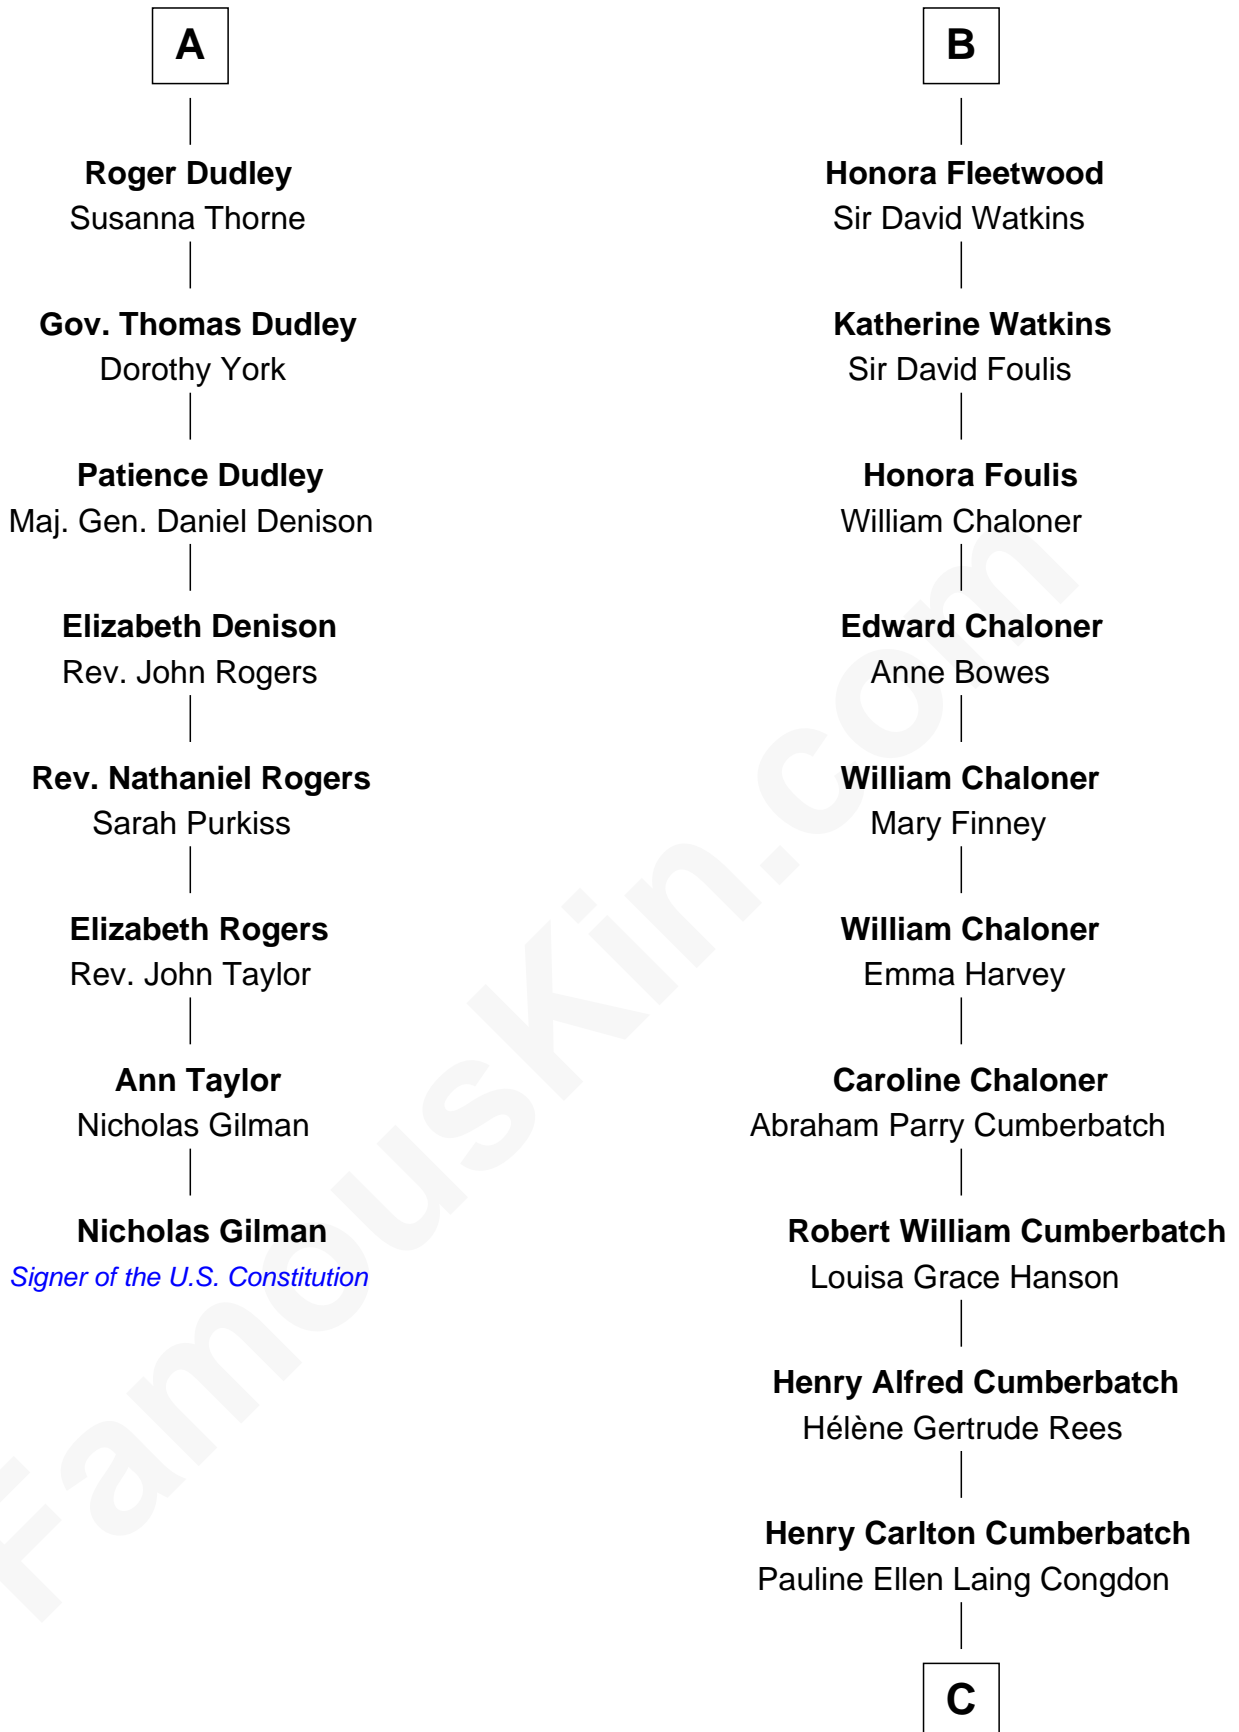 A
Roger Dudley
Susanna Thorne
Gov. Thomas Dudley
Dorothy York
Patience Dudley
Maj. Gen. Daniel Denison
Elizabeth Denison
Rev. John Rogers
Rev. Nathaniel Rogers
Sarah Purkiss
Elizabeth Rogers
Rev. John Taylor
Ann Taylor
Nicholas Gilman
Nicholas Gilman
Signer of the U.S. Constitution
B
Honora Fleetwood
Sir David Watkins
Katherine Watkins
Sir David Foulis
Honora Foulis
William Chaloner
Edward Chaloner
Anne Bowes
William Chaloner
Mary Finney
William Chaloner
Emma Harvey
Caroline Chaloner
Abraham Parry Cumberbatch
Robert William Cumberbatch
Louisa Grace Hanson
Henry Alfred Cumberbatch
Hélène Gertrude Rees
Henry Carlton Cumberbatch
Pauline Ellen Laing Congdon
C
FamousKin.com